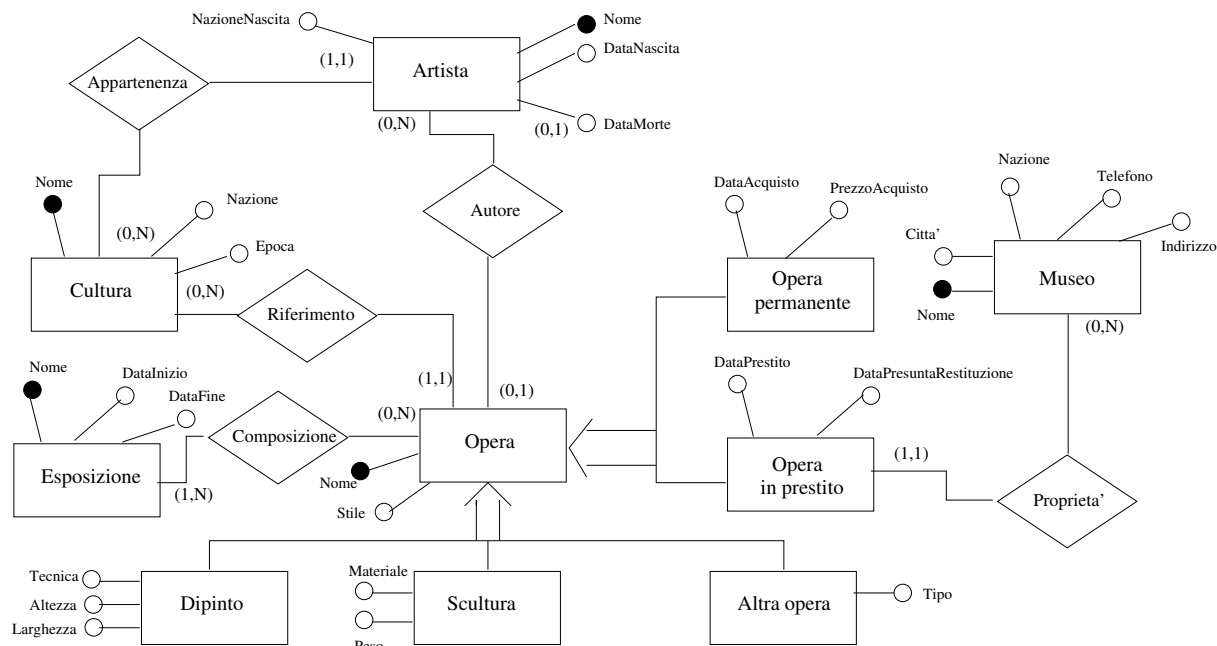 NazioneNascita
Nome
DataNascita
(1,1)
Artista
Appartenenza
(0,N)
(0,1)
DataMorte
Nome
Nazione
(0,N)
Epoca
Cultura
(0,N)
Autore
DataAcquisto
PrezzoAcquisto
Nazione
Telefono
Citta'
Indirizzo
Opera
permanente
Museo
Nome
(0,N)
Riferimento
(1,1)
(0,1)
Nome
DataInizio
DataFine
Composizione
(0,N)
Opera
DataPrestito
DataPresuntaRestituzione
Esposizione
(1,N)
Nome
Stile
Opera
in prestito
(1,1)
Proprieta'
Tecnica
Altezza
Larghezza
Dipinto
Materiale
Peso
Scultura
Altra opera
Tipo